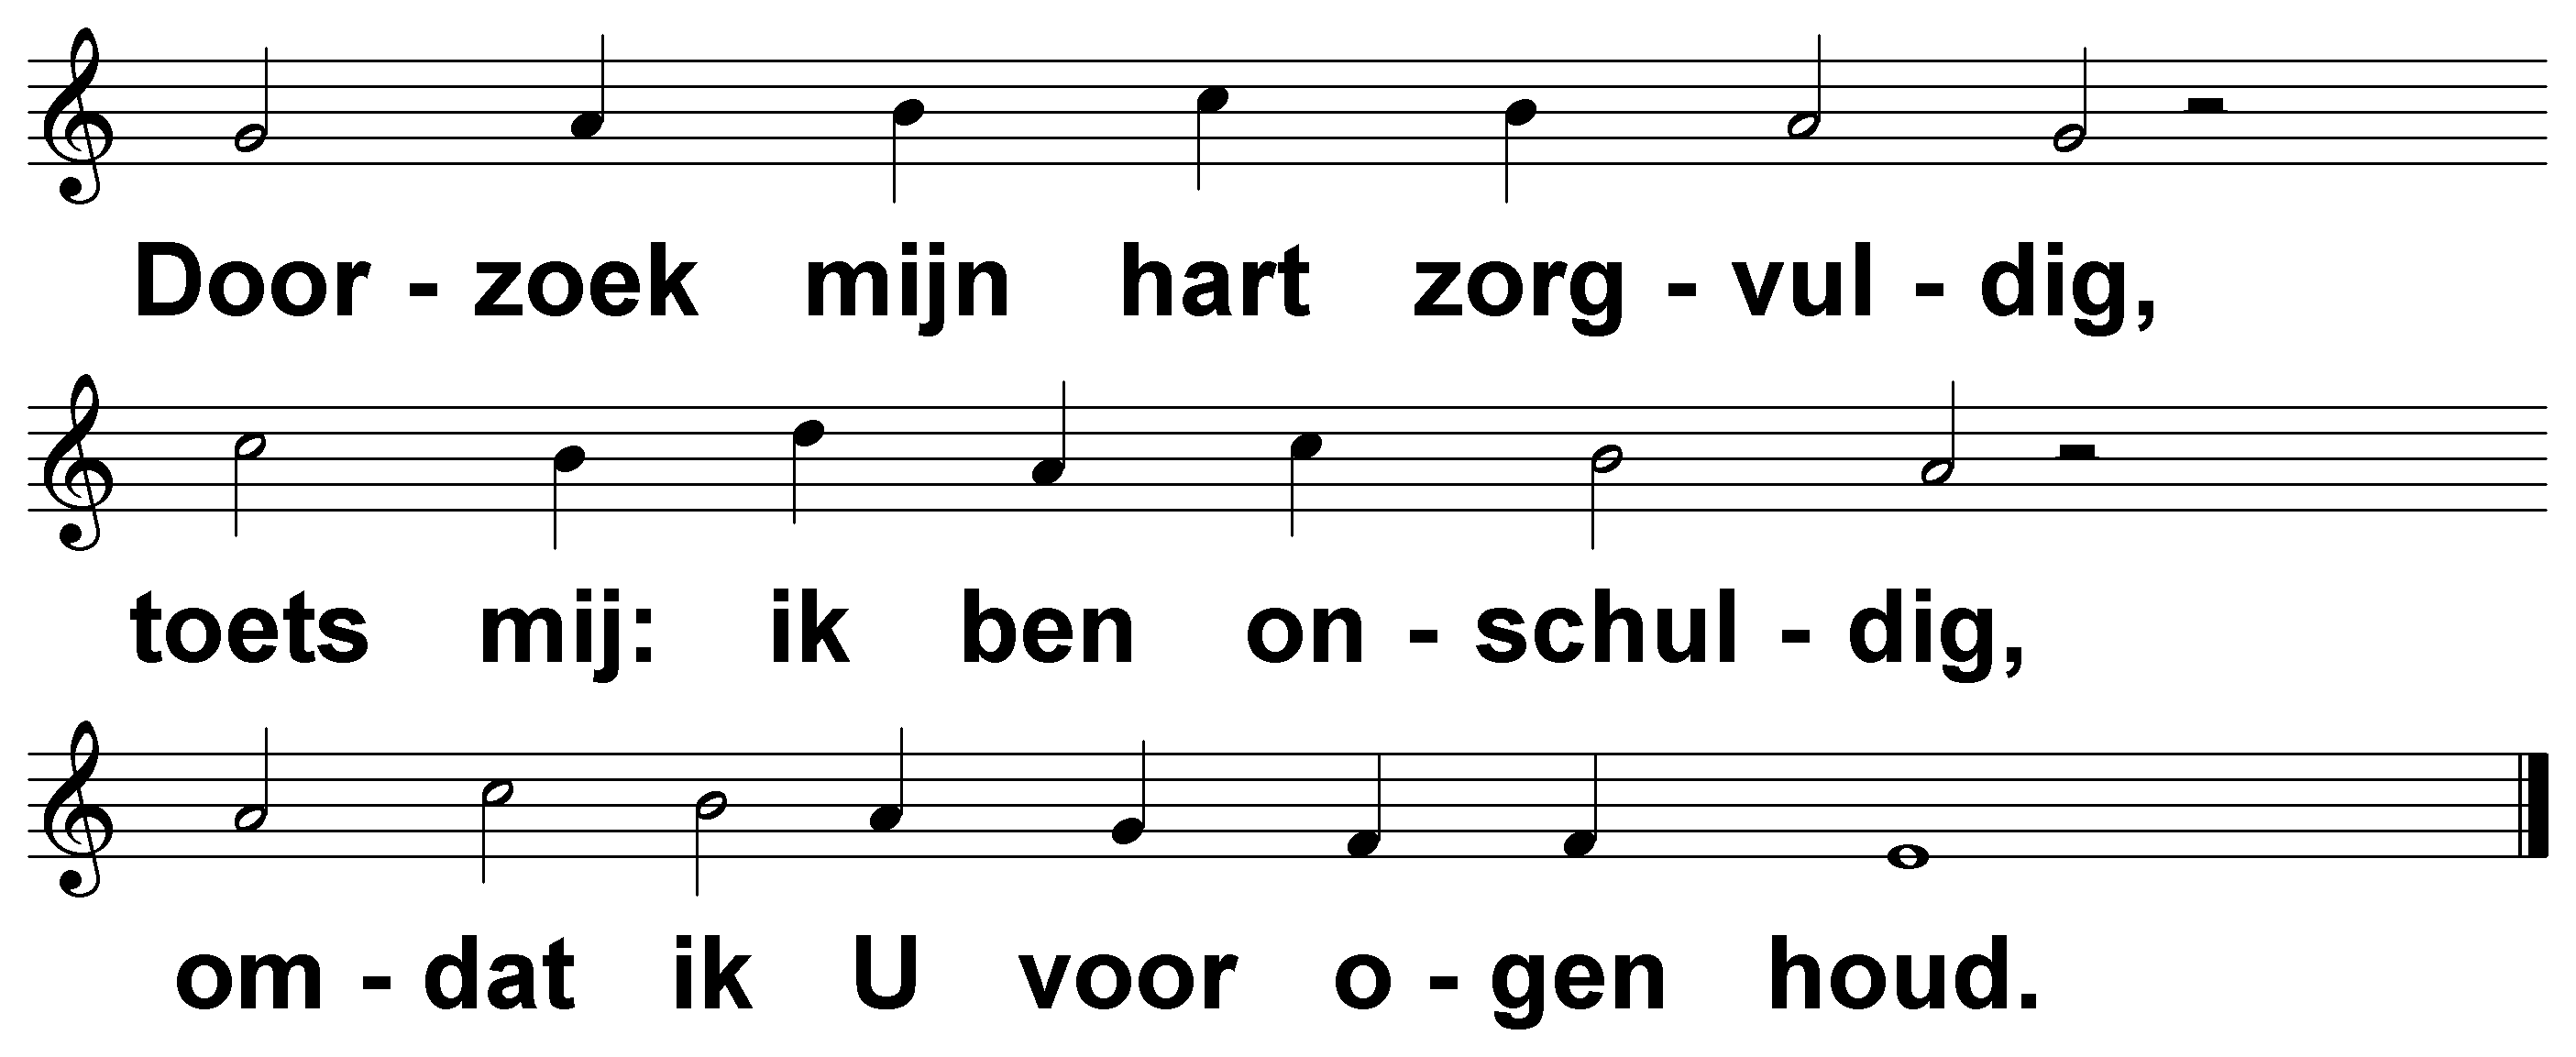 Door - zoek mijn hart zorg - vul - dig,
toets mij: ik ben on - schul - dig,
om - dat ik U voor o - gen houd.